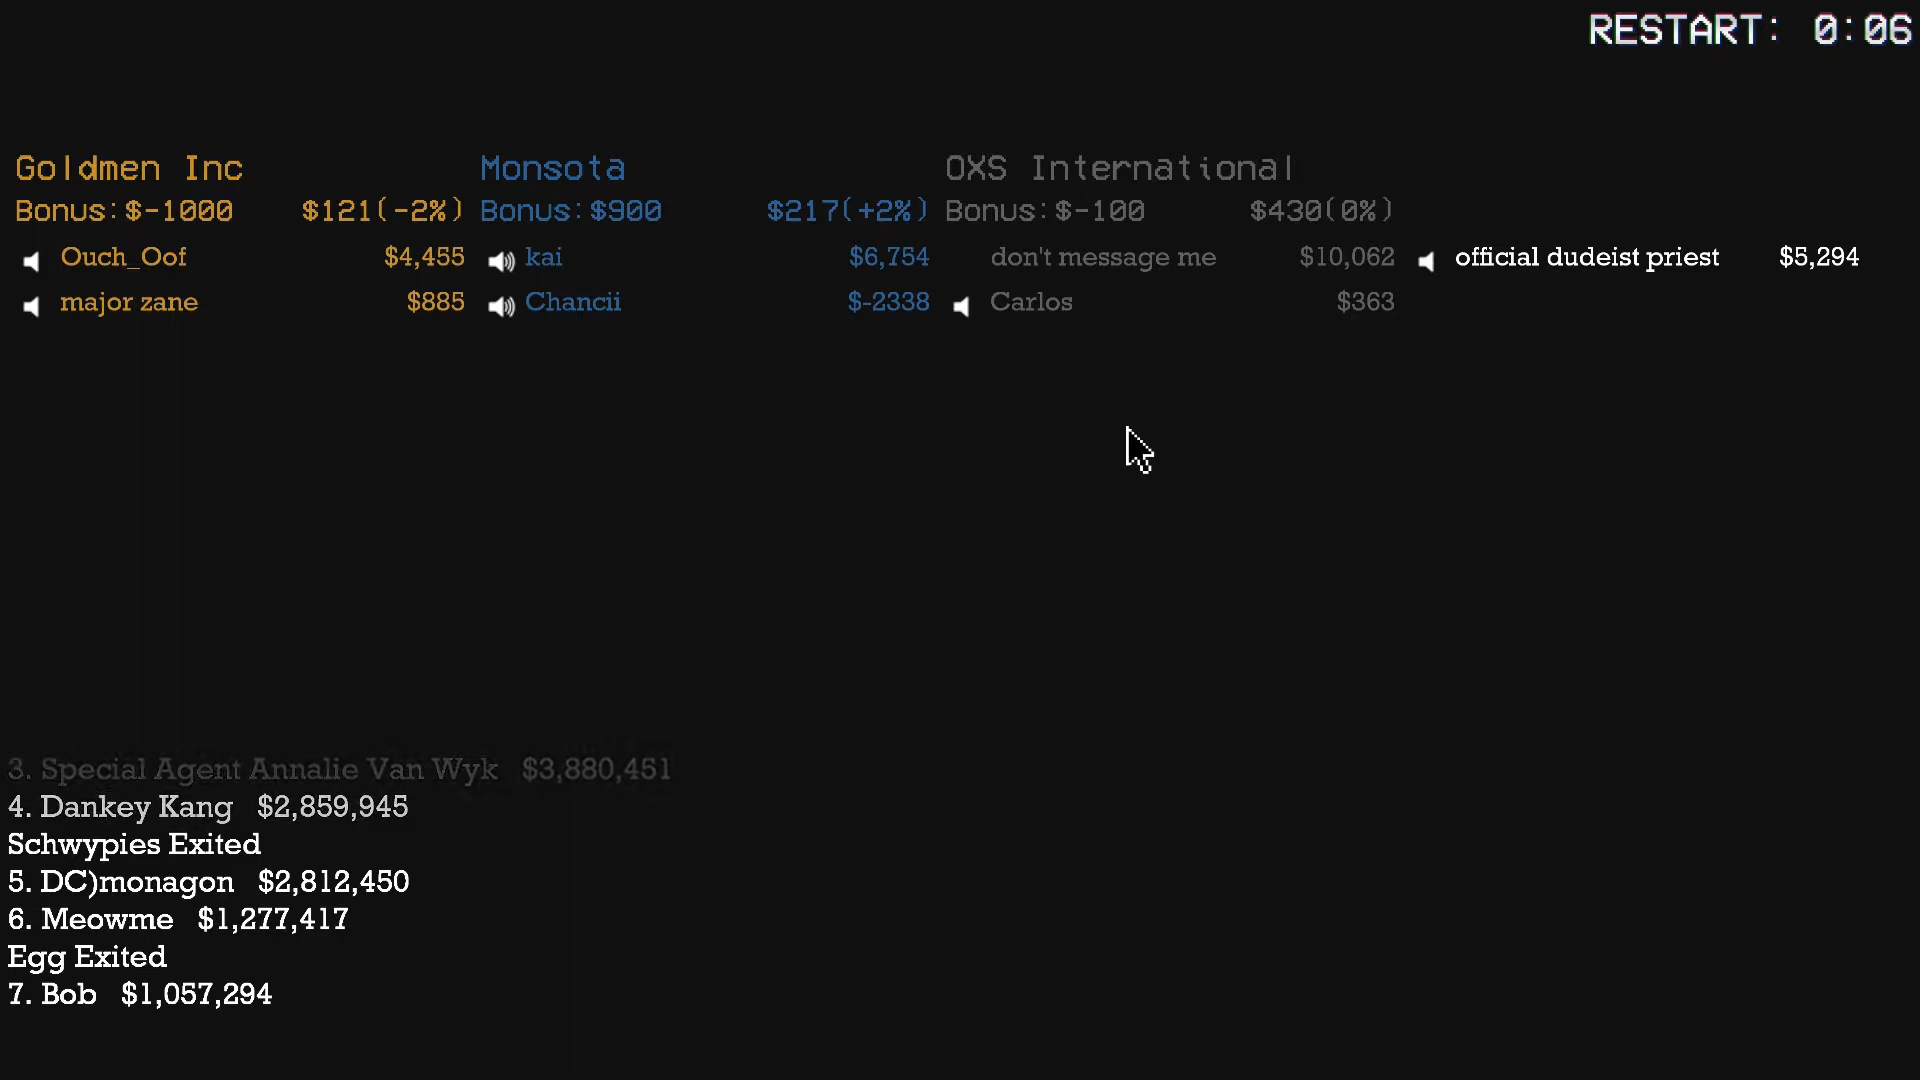 RESTART: 0:06
Goldmen Inc
Bonus:$-1000 $121(-2%)
Ouch_Oof $4,455
major zane $885
Monsota
Bonus:$900 $217(+2%)
kai $6,754
Chancii $-2338
OXS International
Bonus:$-100 $430(0%)
don't message me $10,062
Carlos $363
official dudeist priest $5,294
3. Special Agent Annalie Van Wyk $3,880,451
4. Dankey Kang $2,859,945
Schwypies Exited
5. DC)monagon $2,812,450
6. Meowme $1,277,417
Egg Exited
7. Bob $1,057,294